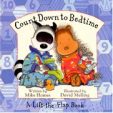 Count Down to Bedtime
Written by
Mike Haines
Illustrated by
David Melling
A Lift-the-Flap Book